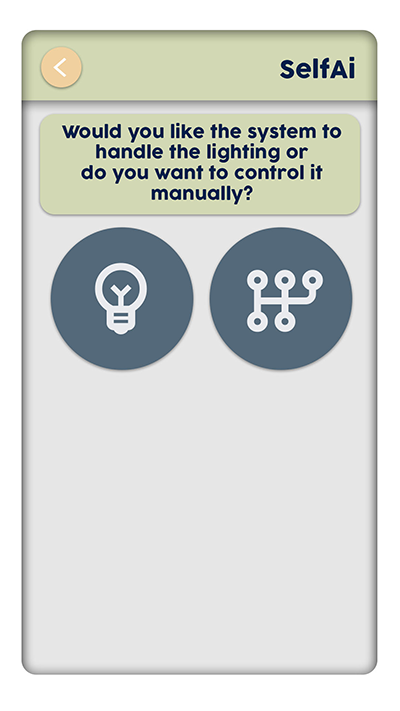 SelfAi
Would you like the system to
handle the lighting or
do you want to control it
manually?